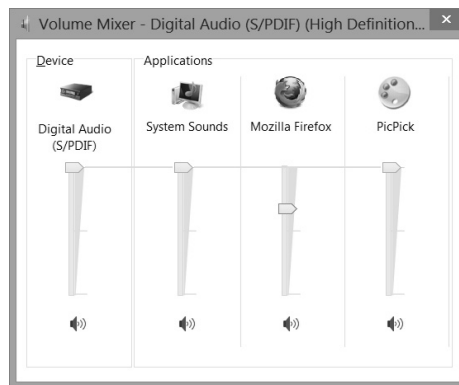 Volume Mixer - Digital Audio (S/PDIF) (High Definition...
Device
Applications
Digital Audio
(S/PDIF)
System Sounds
Mozilla Firefox
PicPick